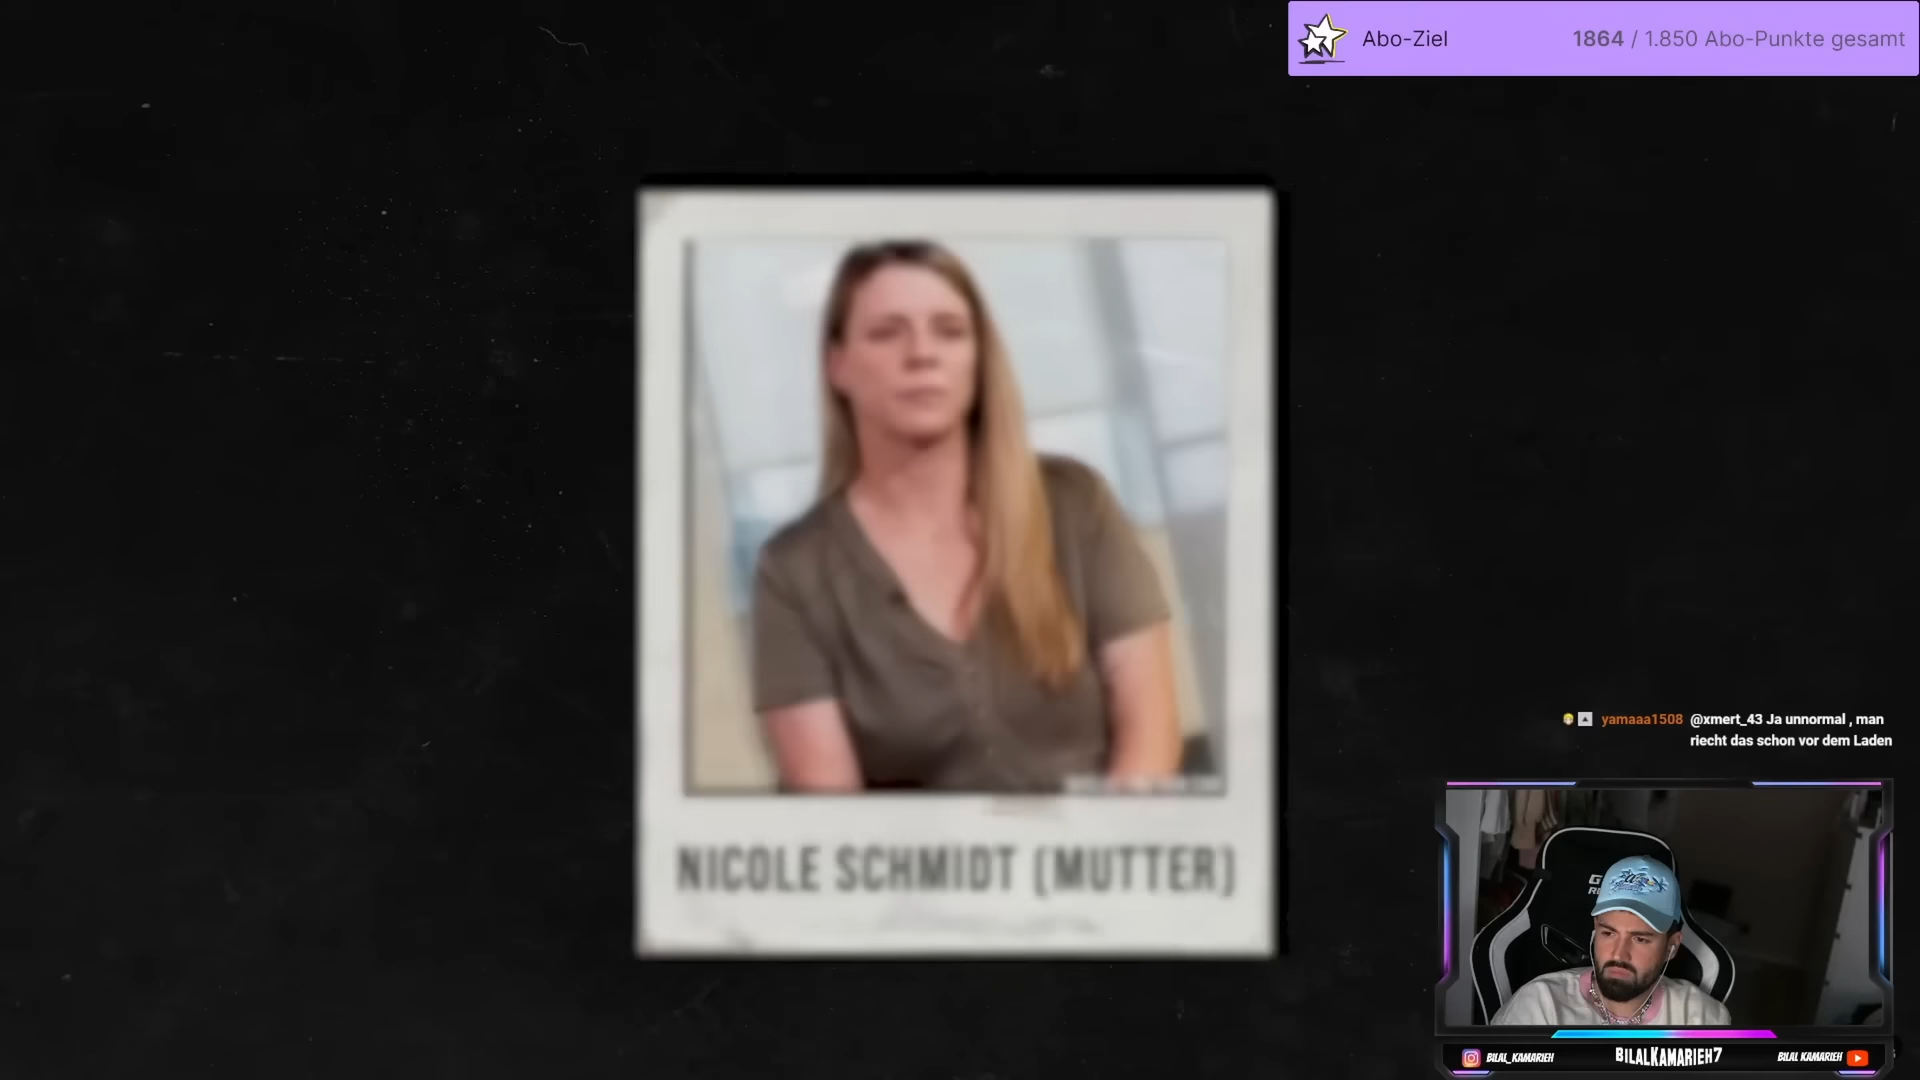 Abo-Ziel
1864 / 1.850 Abo-Punkte gesamt
NICOLE SCHMIDT (MUTTER)
yamaaa1508 @xmert_43 Ja unnormal , man
riecht das schon vor dem Laden
BILAL_KAMARIEH
BILALKAMARIEH7
BILAL KAMARIEH